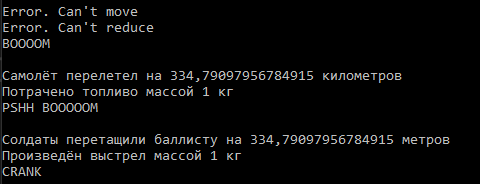 Error. Can't move
Error. Can't reduce
BOOOOM
Самолёт перелетел на 334,79097956784915 километров
Потрачено топливо массой 1 кг
PSHH BOOOOOM
Солдаты перетащили баллисту на 334,79097956784915 метров
Произведён выстрел массой 1 кг
CRANK